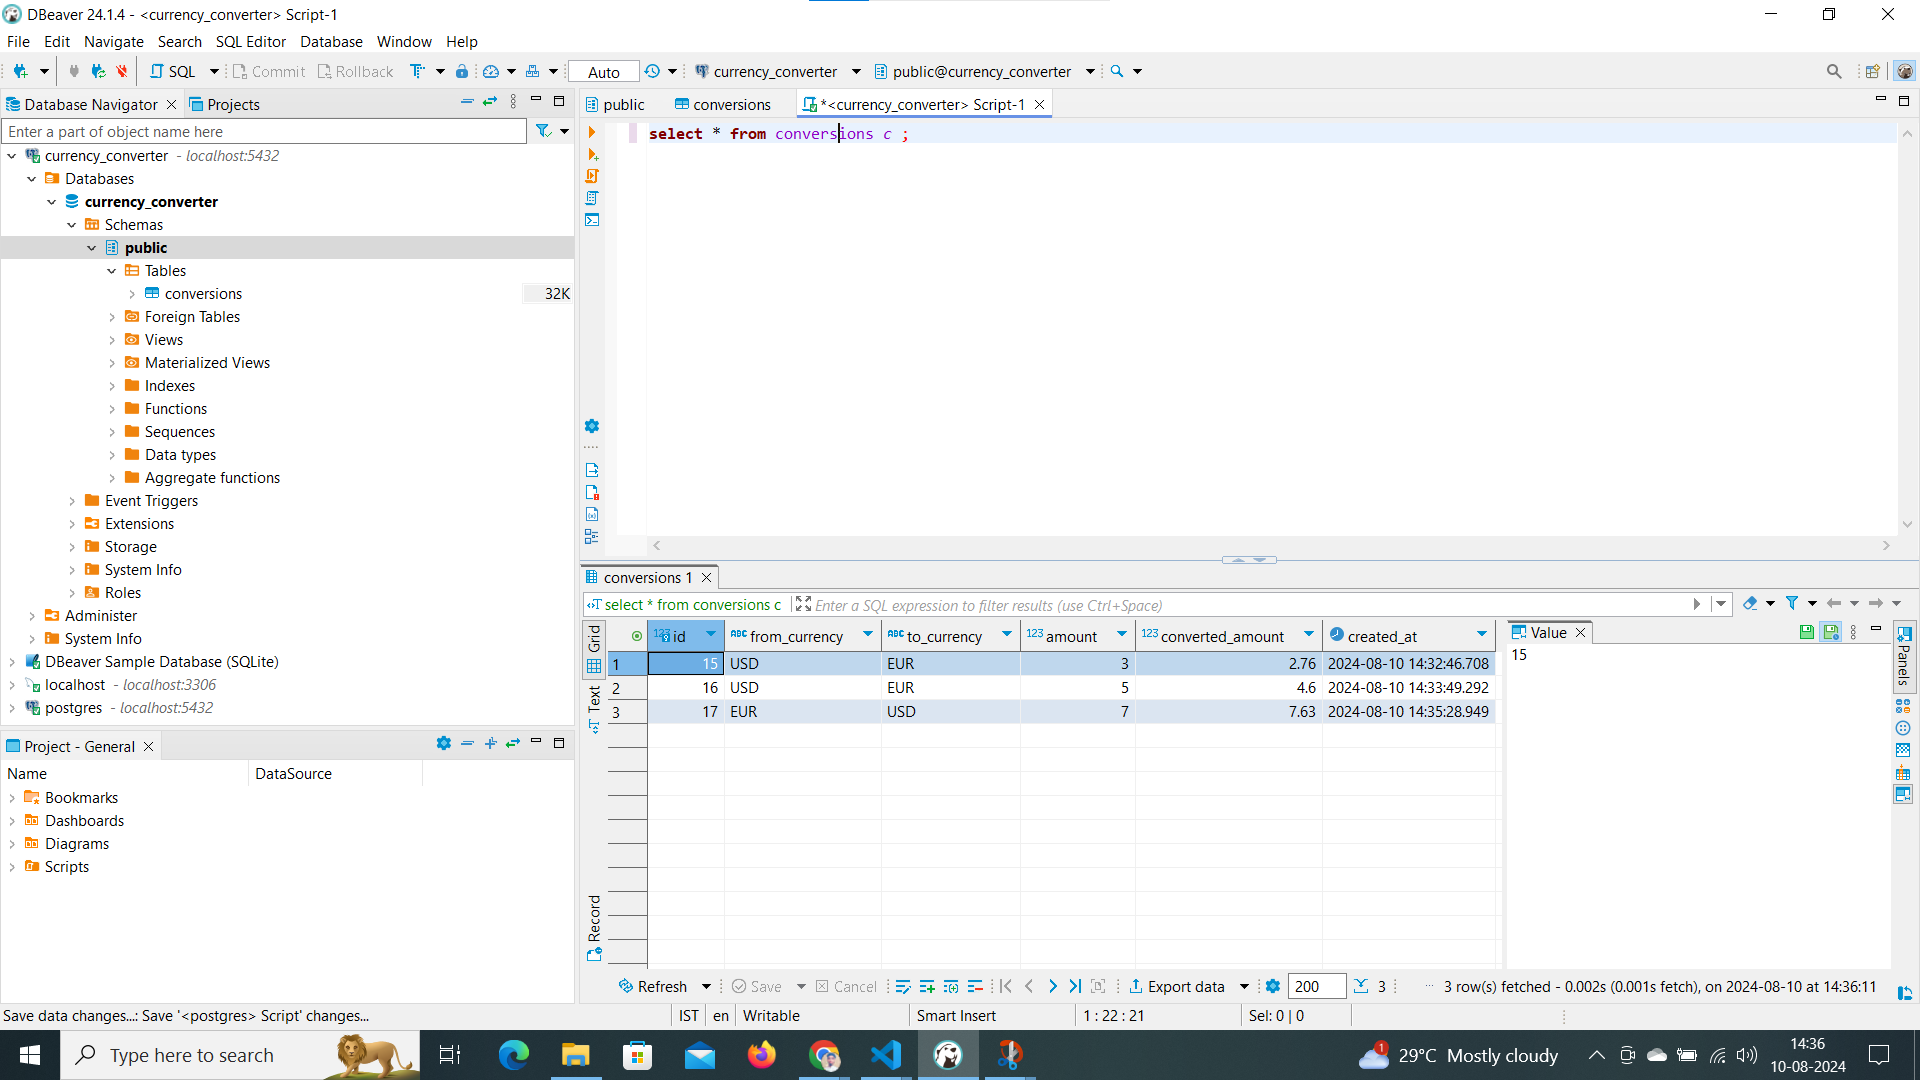 DBeaver 24.1.4 - <currency_converter> Script-1
File Edit Navigate Search SQL Editor Database Window Help
SQL Commit Rollback Auto currency_converter public@currency_converter
Database Navigator Projects
Enter a part of object name here
currency_converter - localhost:5432
Databases
currency_converter
Schemas
public
Tables
conversions 32K
Foreign Tables
Views
Materialized Views
Indexes
Functions
Sequences
Data types
Aggregate functions
Event Triggers
Extensions
Storage
System Info
Roles
Administer
System Info
DBeaver Sample Database (SQLite)
localhost - localhost:3306
postgres - localhost:5432
Project - General
Name DataSource
Bookmarks
Dashboards
Diagrams
Scripts
public conversions *<currency_converter> Script-1
select * from conversions c ;
conversions 1
select * from conversions c Enter a SQL expression to filter results (use Ctrl+Space)
Grid
Text
Record
123 id ABC from_currency ABC to_currency 123 amount 123 converted_amount created_at
1 15 USD EUR 3 2.76 2024-08-10 14:32:46.708
2 16 USD EUR 5 4.6 2024-08-10 14:33:49.292
3 17 EUR USD 7 7.63 2024-08-10 14:35:28.949
Value
15
Panels
Refresh Save Cancel Export data 200 3 3 row(s) fetched - 0.002s (0.001s fetch), on 2024-08-10 at 14:36:11
Save data changes...: Save '<postgres> Script' changes... IST en Writable Smart Insert 1 : 22 : 21 Sel: 0 | 0
Type here to search
1 29°C Mostly cloudy
14:36
10-08-2024